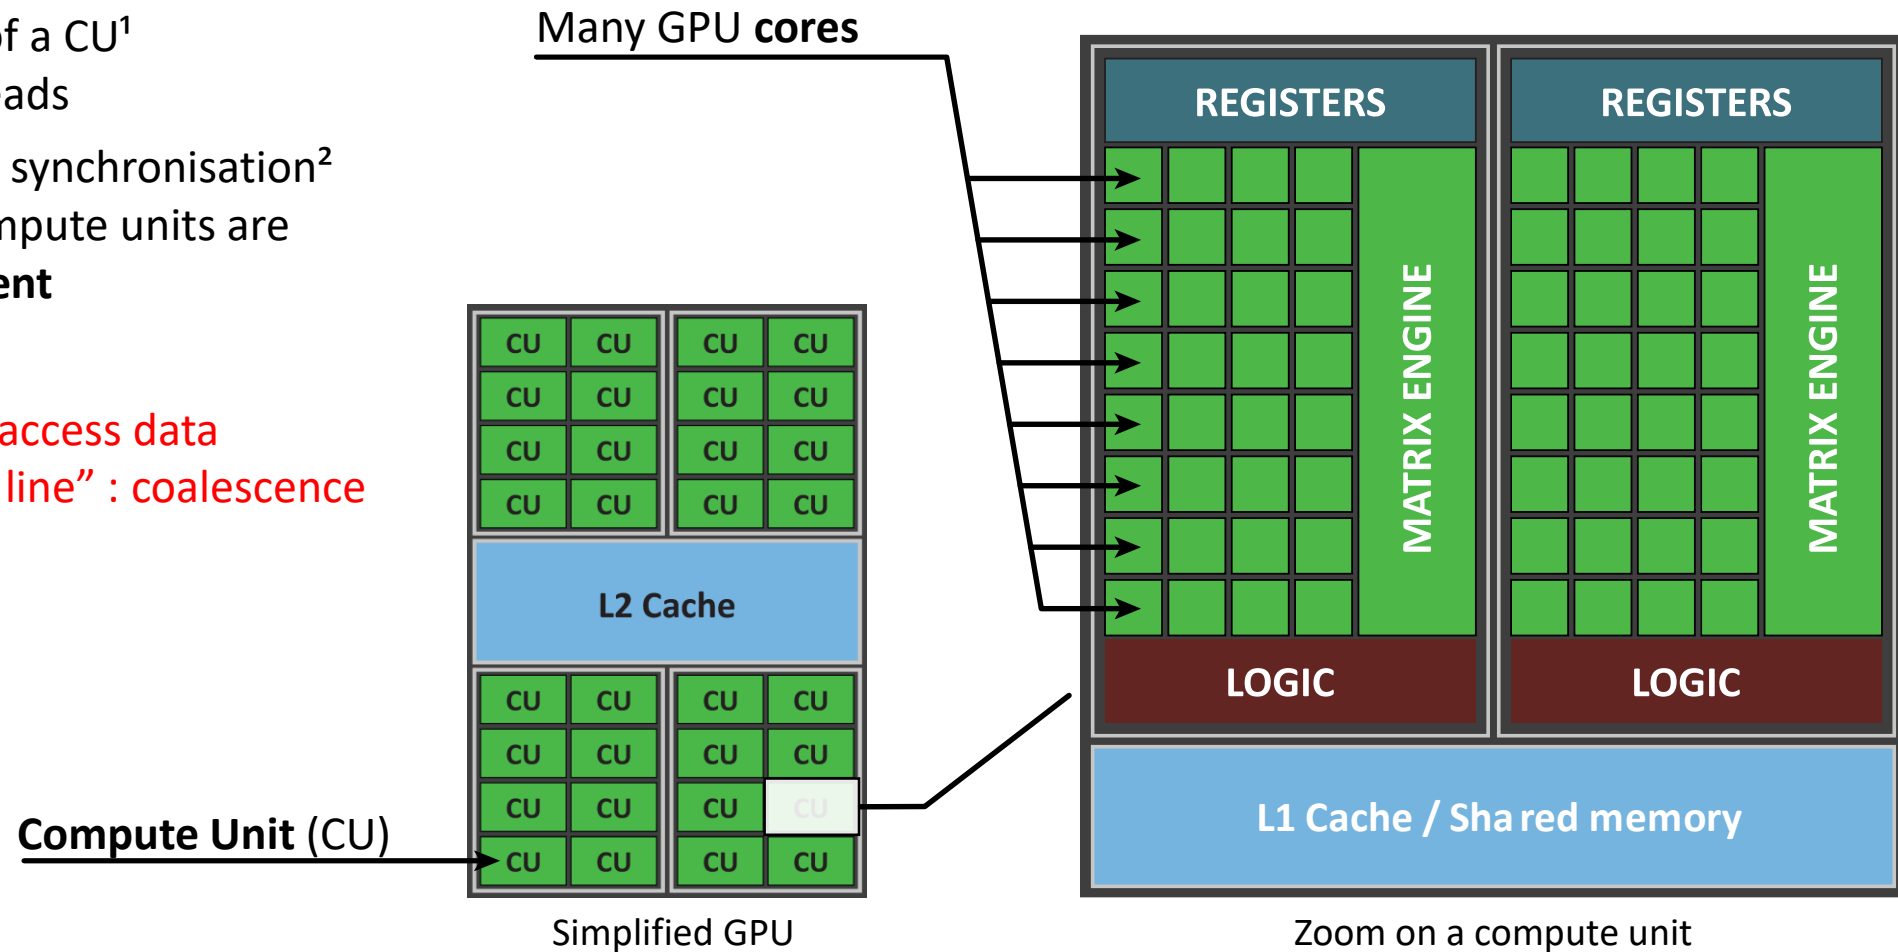 of a CU¹
eads
synchronisation²
mpute units are
ent
access data
line” : coalescence
Many GPU cores
CU CU CU CU
CU CU CU CU
CU CU CU CU
CU CU CU CU
L2 Cache
CU CU CU CU
CU CU CU CU
CU CU CU CU
CU CU CU CU
Compute Unit (CU)
Simplified GPU
REGISTERS REGISTERS
MATRIX ENGINE MATRIX ENGINE
LOGIC LOGIC
L1 Cache / Shared memory
Zoom on a compute unit